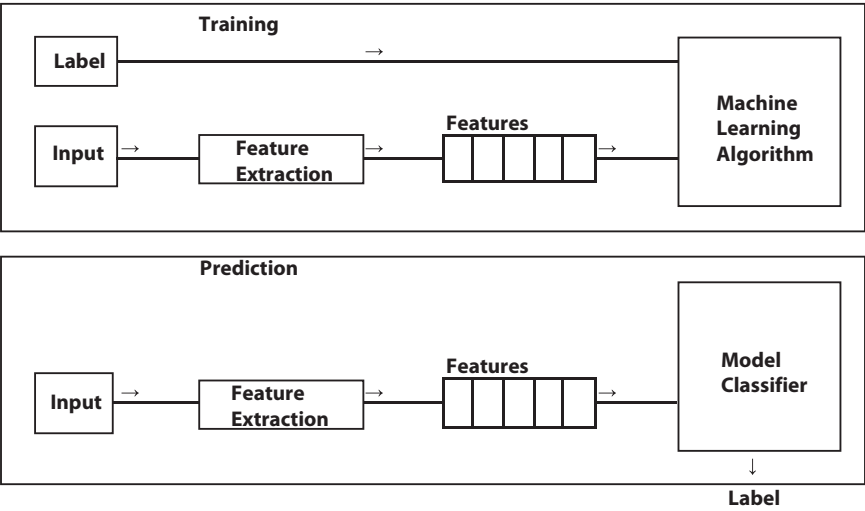 Training
Label
→
Machine
Learning
Algorithm
Features
Input
→
Feature
Extraction
→
→
Prediction
Model
Classifier
Features
Input
→
Feature
Extraction
→
→
↓
Label